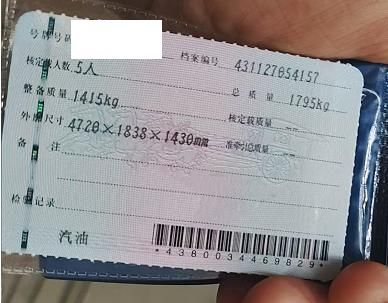 号牌号码 档案编号 431127054157
核定载人数 5人 总质量 1795kg
整备质量 1415kg 核定载质量 --
外廓尺寸 4720×1838×1430mm 准牵引总质量 --
备注
检验记录
汽油
*4380034469829*